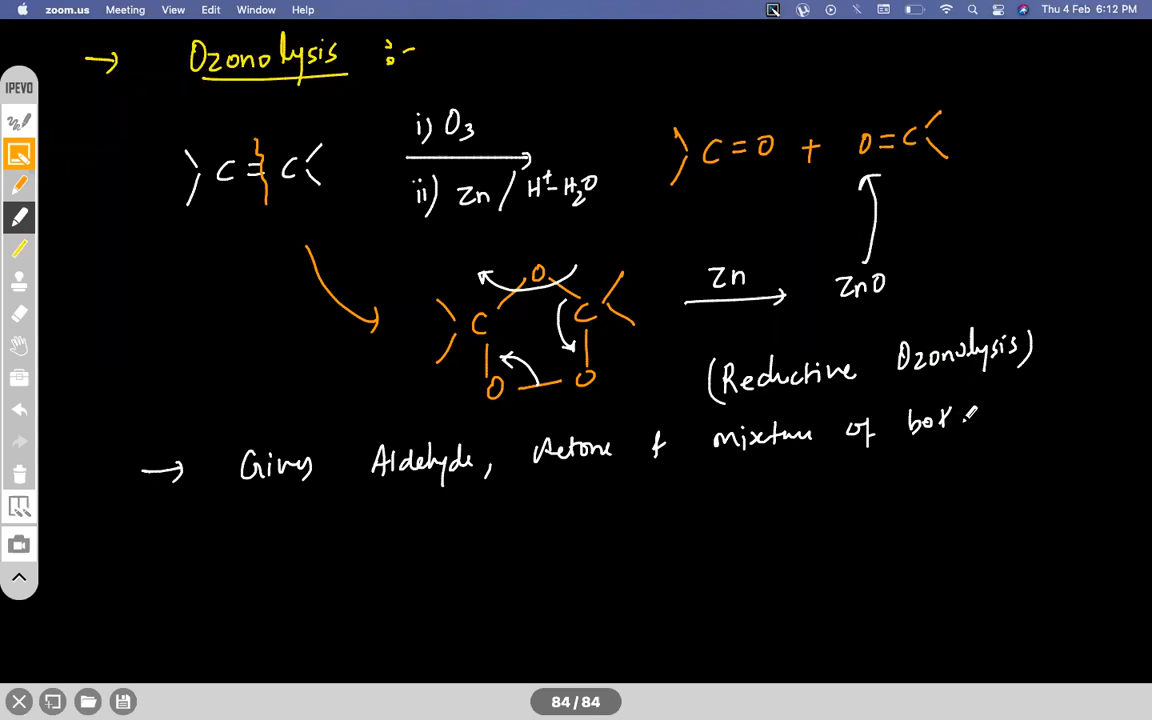 zoom.us Meeting View Edit Window Help Thu 4 Feb 6:12 PM
IPEVO
→ Ozonolysis :-
C = C
i) O3
ii) Zn / H+ - H2O
C = O + O = C
O
C C
O — O
Zn
ZnO
(Reductive Ozonolysis)
→ Gives Aldehyde, Ketone & mixture of bot
84 / 84